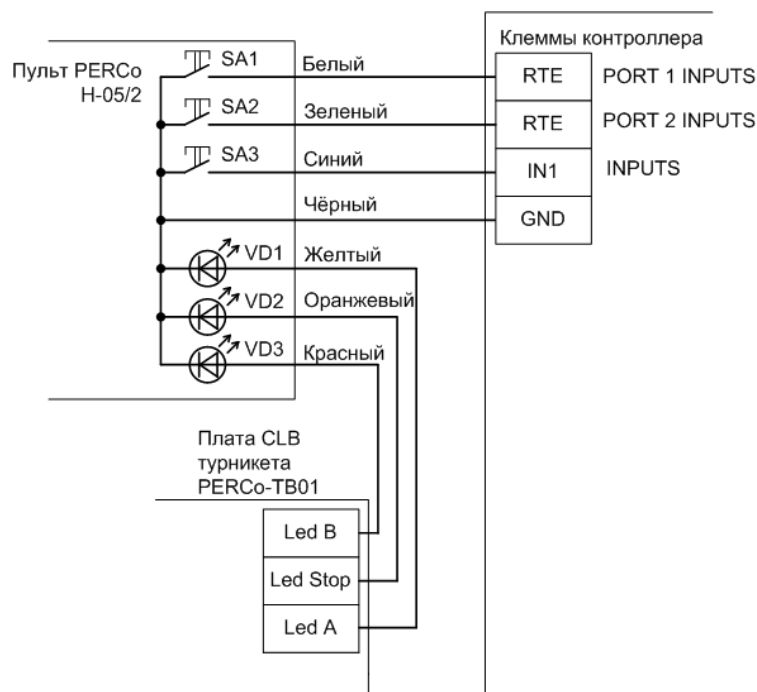 Клеммы контроллера
Пульт PERCo
H-05/2
SA1
Белый
RTE
PORT 1 INPUTS
SA2
Зеленый
RTE
PORT 2 INPUTS
SA3
Синий
IN1
INPUTS
Чёрный
GND
VD1
Желтый
VD2
Оранжевый
VD3
Красный
Плата CLB
турникета
PERCo-TB01
Led B
Led Stop
Led A